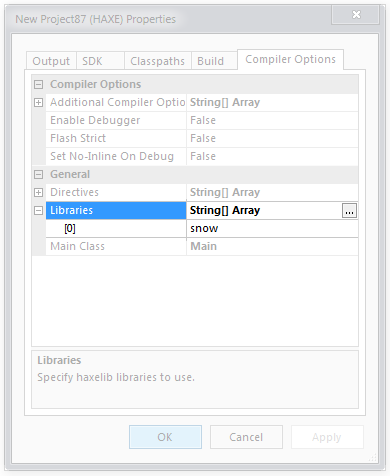 New Project87 (HAXE) Properties
Output SDK Classpaths Build Compiler Options
Compiler Options
Additional Compiler Optio String[] Array
Enable Debugger False
Flash Strict False
Set No-Inline On Debug False
General
Directives String[] Array
Libraries String[] Array ...
[0] snow
Main Class Main
Libraries
Specify haxelib libraries to use.
OK Cancel Apply